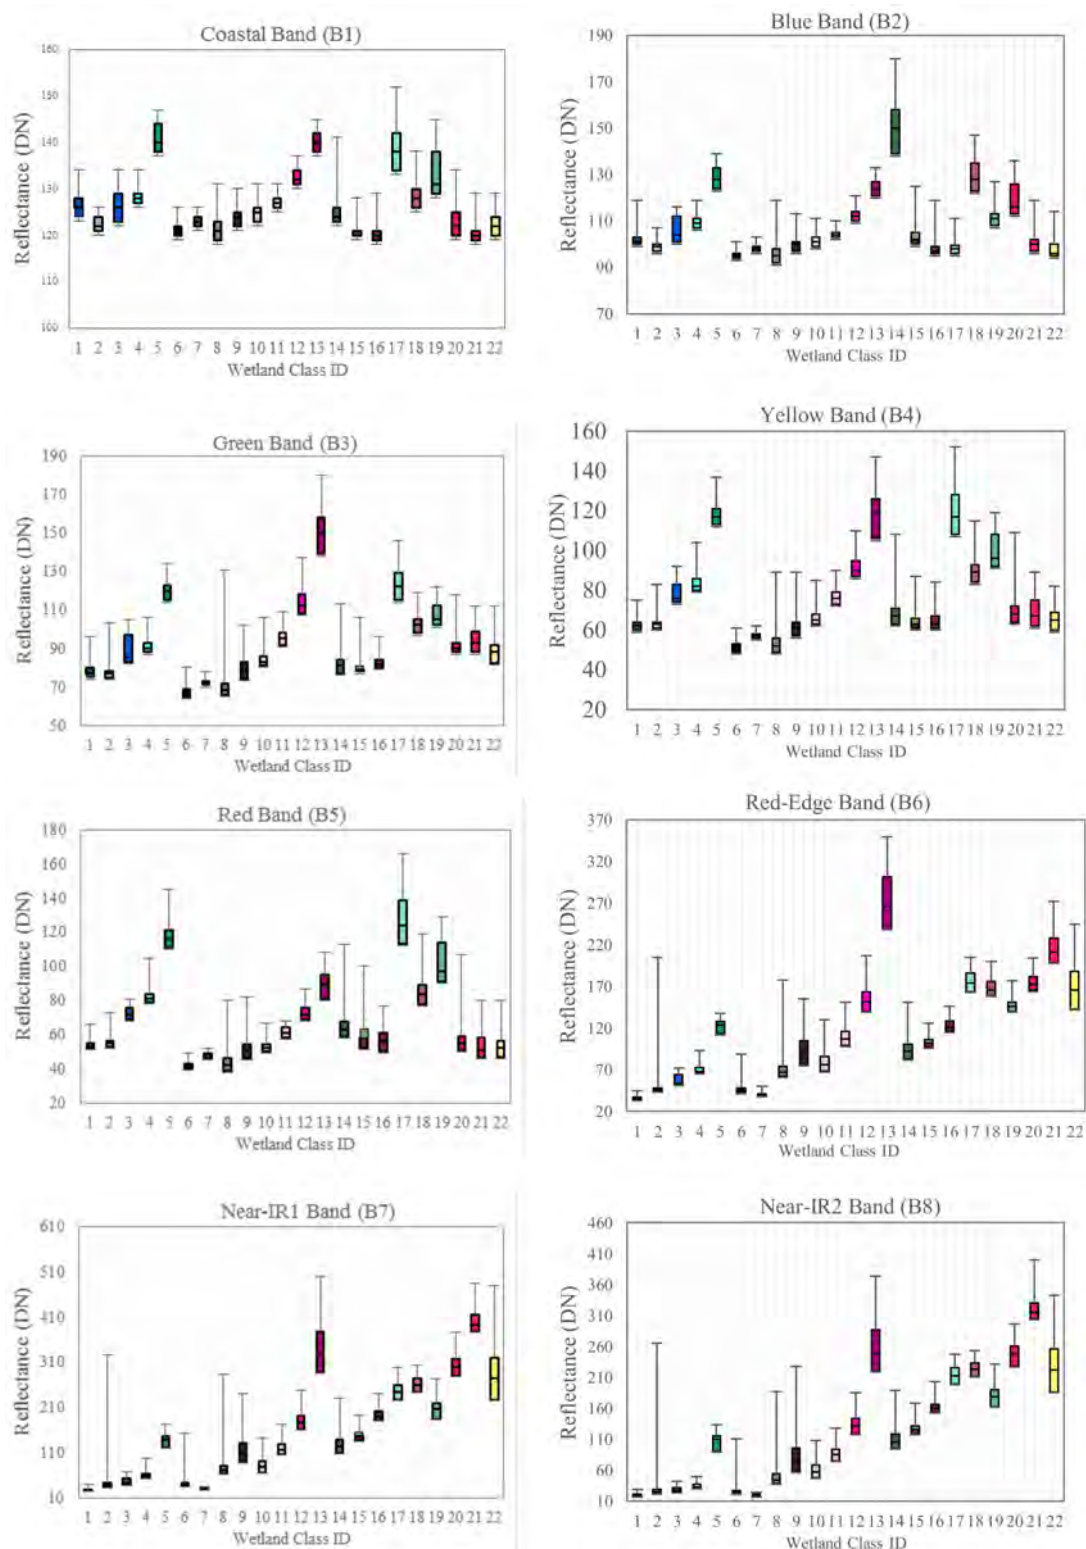 Coastal Band (B1)
160
150
140
130
120
110
100
Reflectance (DN)
1 2 3 5 6 7 8 9 10 11 12 13 14 15 16 17 18 19 20 21 22
Wetland Class ID
Blue Band (B2)
190
170
150
130
110
90
70
Reflectance (DN)
1 2 3 4 5 6 7 8 9 10 11 12 13 14 15 16 17 18 19 20 21 22
Wetland Class ID
Green Band (B3)
190
170
150
130
110
90
70
50
Reflectance (DN)
1 2 3 4 5 6 7 8 9 10 11 12 13 14 15 16 17 18 19 20 21 22
Wetland Class ID
Yellow Band (B4)
160
140
120
100
80
60
40
20
Reflectance (DN)
1 2 3 4 5 6 7 8 9 10 11 12 13 14 15 16 17 18 19 20 21 22
Wetland Class ID
Red Band (B5)
180
160
140
120
100
80
60
40
20
Reflectance (DN)
1 2 3 4 5 6 7 8 9 10 11 12 13 14 15 16 17 18 19 20 21 22
Wetland Class ID
Red-Edge Band (B6)
370
320
270
220
170
120
70
20
Reflectance (DN)
1 2 3 4 5 6 7 8 9 10 11 12 13 14 15 16 17 18 19 20 21 22
Wetland Class ID
Near-IR1 Band (B7)
610
510
410
310
210
110
10
Reflectance (DN)
1 2 3 4 5 6 7 8 9 10 11 12 13 14 15 16 17 18 19 20 21 22
Wetland Class ID
Near-IR2 Band (B8)
460
410
360
310
260
210
160
110
60
10
Reflectance (DN)
1 2 3 4 5 6 7 8 9 10 11 12 13 14 15 16 17 18 19 20 21 22
Wetland Class ID